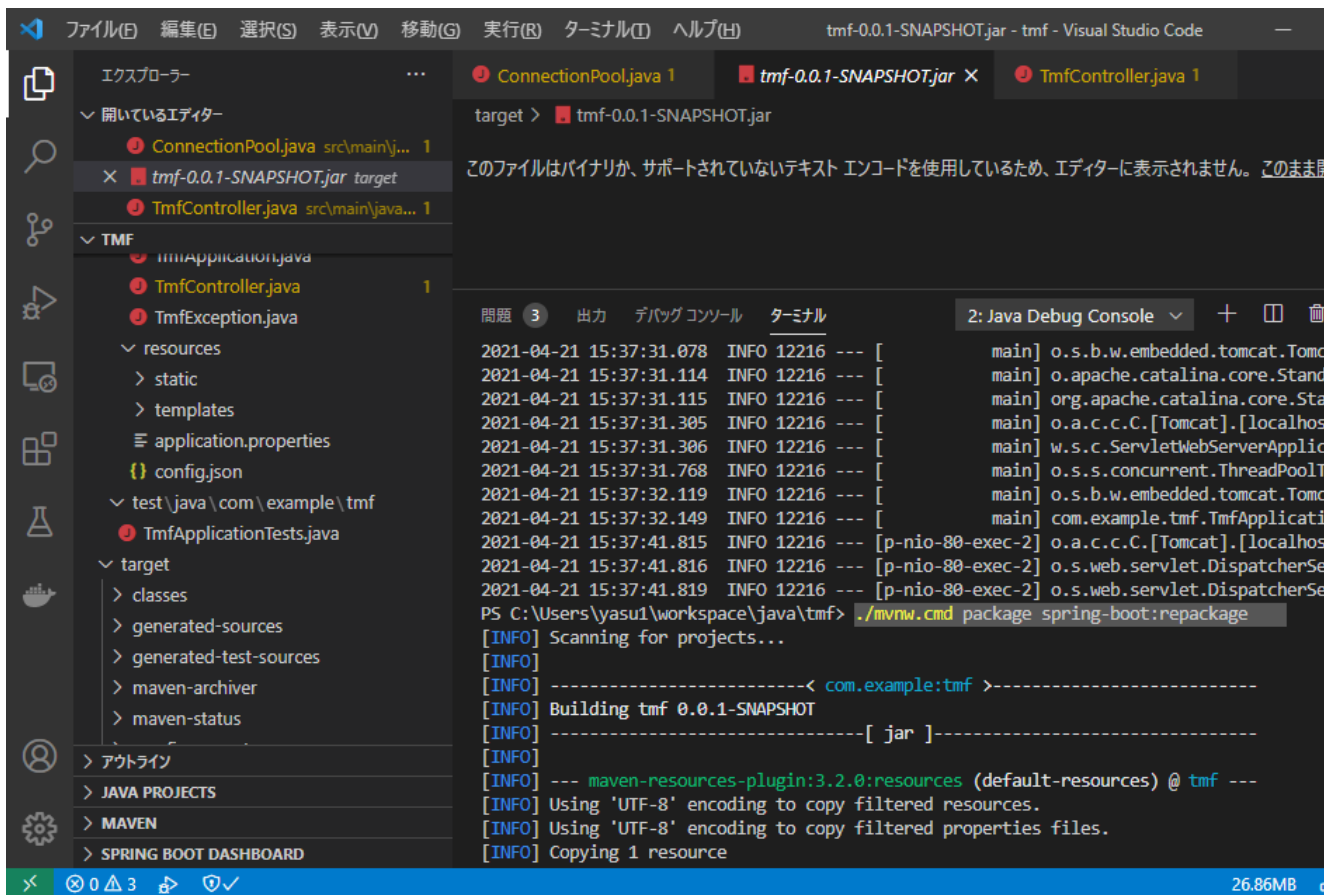 ファイル(F) 編集(E) 選択(S) 表示(V) 移動(G) 実行(R) ターミナル(T) ヘルプ(H) tmf-0.0.1-SNAPSHOT.jar - tmf - Visual Studio Code
エクスプローラー
開いているエディター
ConnectionPool.java src\main\j... 1
tmf-0.0.1-SNAPSHOT.jar target
TmfController.java src\main\java... 1
TMF
TmfApplication.java
TmfController.java 1
TmfException.java
resources
static
templates
application.properties
config.json
test\java\com\example\tmf
TmfApplicationTests.java
target
classes
generated-sources
generated-test-sources
maven-archiver
maven-status
アウトライン
JAVA PROJECTS
MAVEN
SPRING BOOT DASHBOARD
ConnectionPool.java 1 tmf-0.0.1-SNAPSHOT.jar TmfController.java 1
target > tmf-0.0.1-SNAPSHOT.jar
このファイルはバイナリか、サポートされていないテキスト エンコードを使用しているため、エディターに表示されません。このまま開
問題 3 出力 デバッグ コンソール ターミナル 2: Java Debug Console
2021-04-21 15:37:31.078 INFO 12216 --- [ main] o.s.b.w.embedded.tomcat.Tomc
2021-04-21 15:37:31.114 INFO 12216 --- [ main] o.apache.catalina.core.Stand
2021-04-21 15:37:31.115 INFO 12216 --- [ main] org.apache.catalina.core.Sta
2021-04-21 15:37:31.305 INFO 12216 --- [ main] o.a.c.c.C.[Tomcat].[localhos
2021-04-21 15:37:31.306 INFO 12216 --- [ main] w.s.c.ServletWebServerApplic
2021-04-21 15:37:31.768 INFO 12216 --- [ main] o.s.s.concurrent.ThreadPoolT
2021-04-21 15:37:32.119 INFO 12216 --- [ main] o.s.b.w.embedded.tomcat.Tomc
2021-04-21 15:37:32.149 INFO 12216 --- [ main] com.example.tmf.TmfApplicati
2021-04-21 15:37:41.815 INFO 12216 --- [p-nio-80-exec-2] o.a.c.c.C.[Tomcat].[localhos
2021-04-21 15:37:41.816 INFO 12216 --- [p-nio-80-exec-2] o.s.web.servlet.DispatcherSe
2021-04-21 15:37:41.819 INFO 12216 --- [p-nio-80-exec-2] o.s.web.servlet.DispatcherSe
PS C:\Users\yasu1\workspace\java\tmf> ./mvnw.cmd package spring-boot:repackage
[INFO] Scanning for projects...
[INFO]
[INFO] --------------------------< com.example:tmf >---------------------------
[INFO] Building tmf 0.0.1-SNAPSHOT
[INFO] --------------------------------[ jar ]---------------------------------
[INFO]
[INFO] --- maven-resources-plugin:3.2.0:resources (default-resources) @ tmf ---
[INFO] Using 'UTF-8' encoding to copy filtered resources.
[INFO] Using 'UTF-8' encoding to copy filtered properties files.
[INFO] Copying 1 resource
0 3 26.86MB